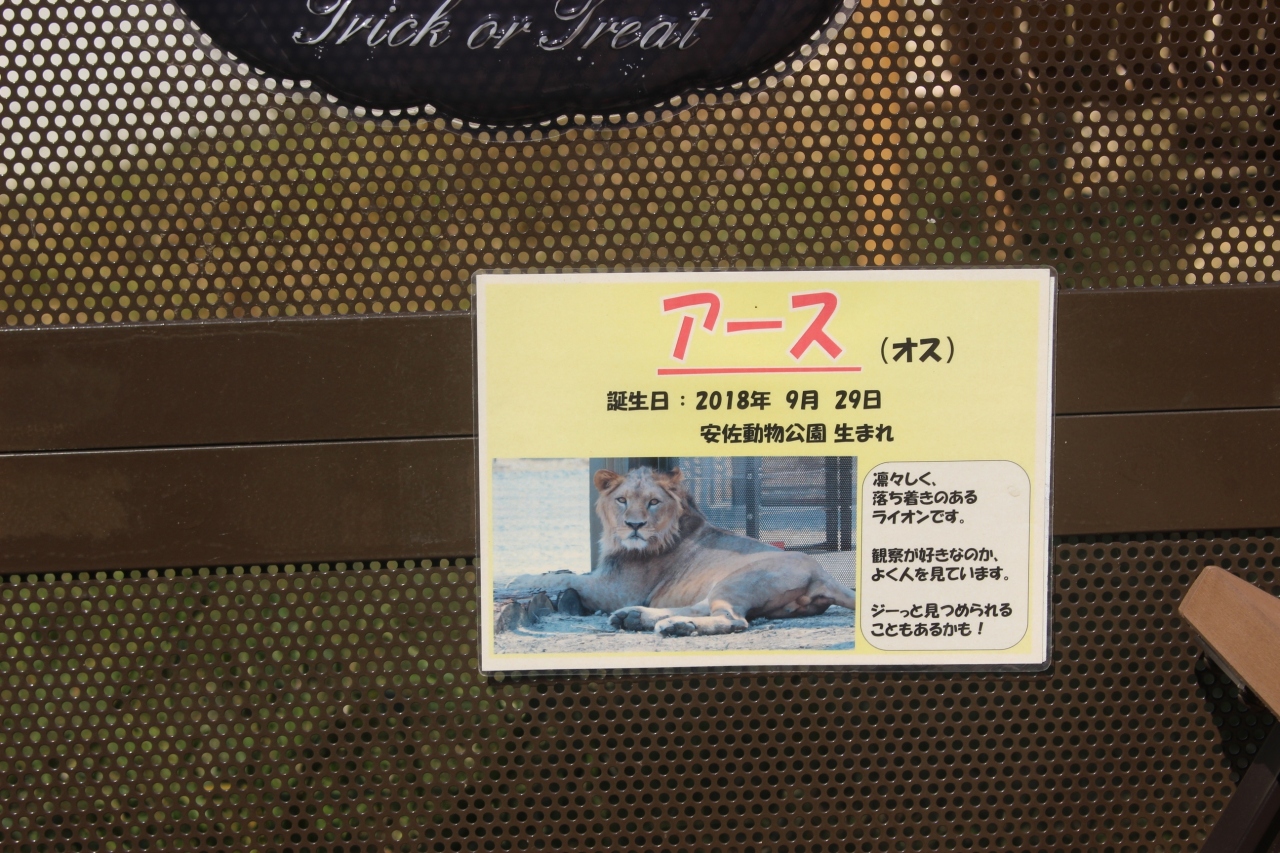 Trick or Treat
アース (オス)
誕生日：2018年 9月 29日
安佐動物公園 生まれ
凛々しく、
落ち着きのある
ライオンです。
観察が好きなのか、
よく人を見ています。
ジーっと見つめられる
こともあるかも！